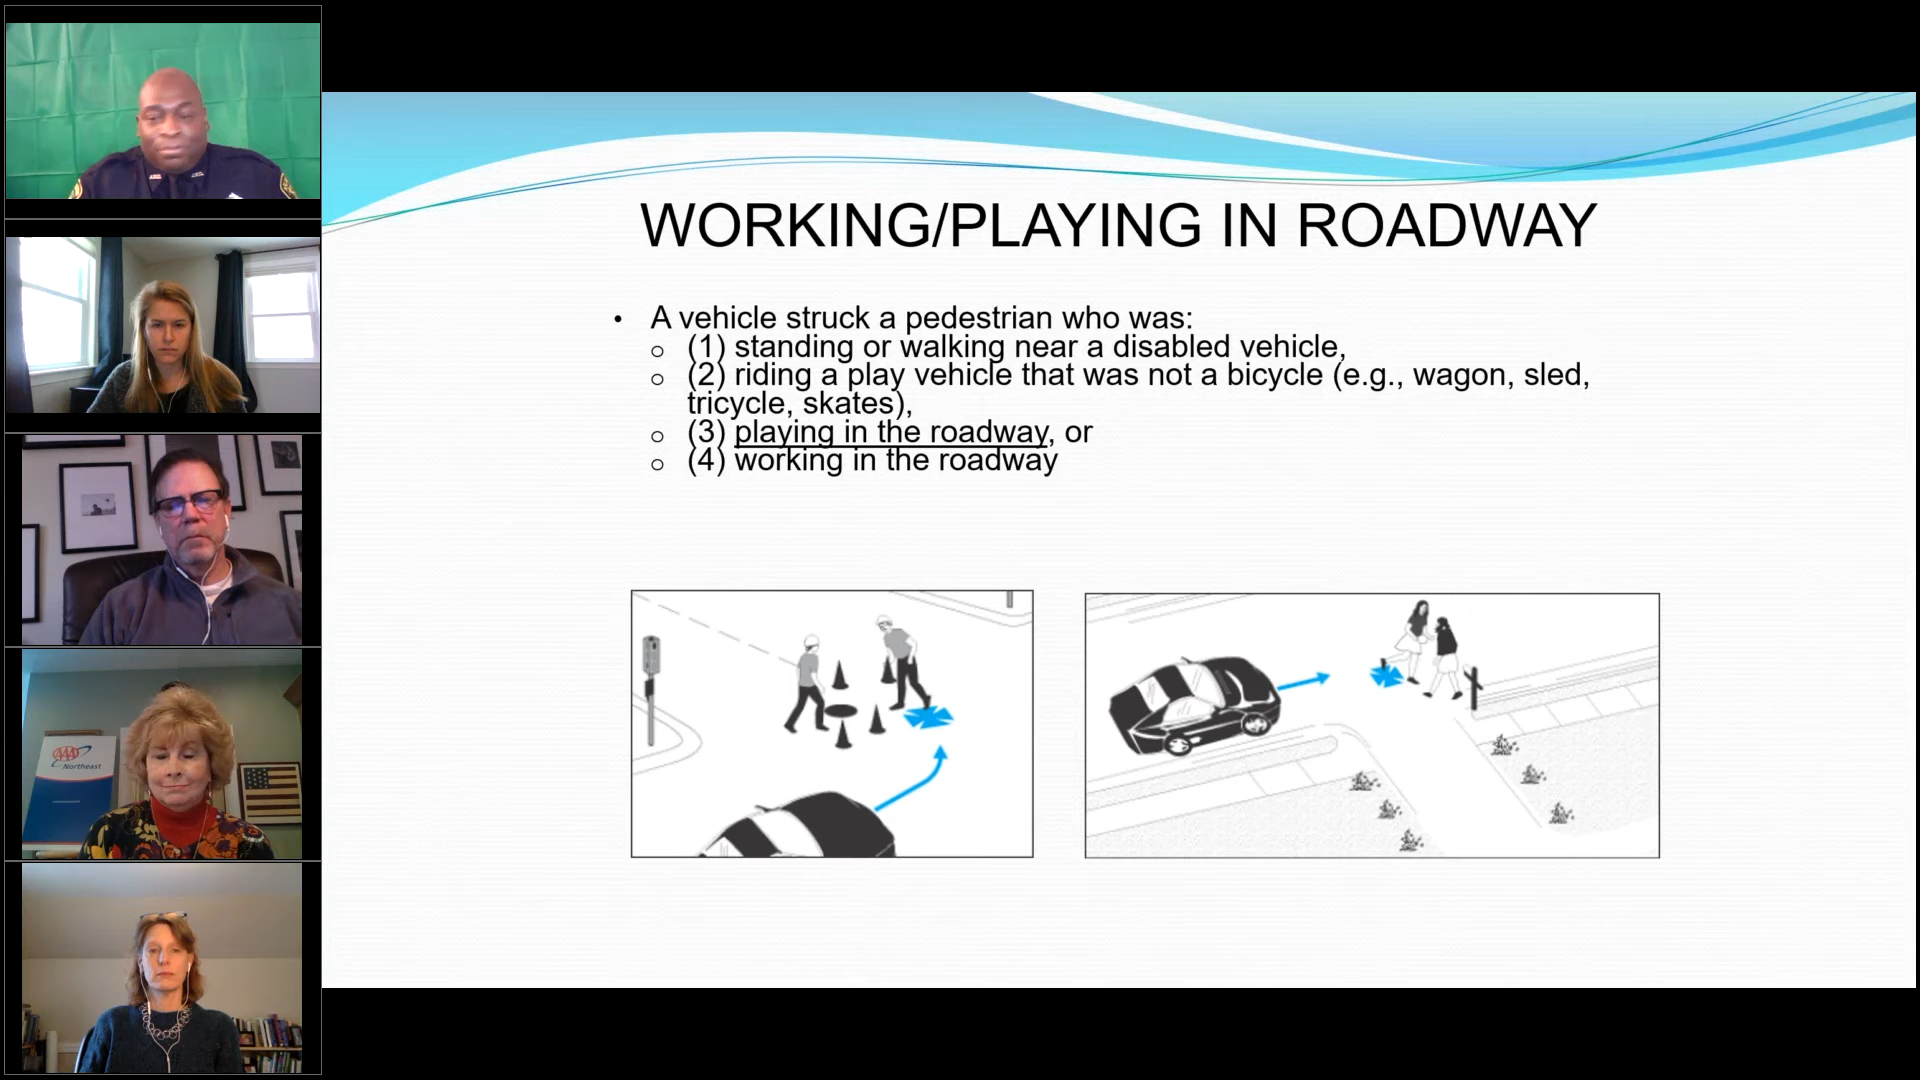 WORKING/PLAYING IN ROADWAY
• A vehicle struck a pedestrian who was:
o (1) standing or walking near a disabled vehicle,
o (2) riding a play vehicle that was not a bicycle (e.g., wagon, sled,
tricycle, skates),
o (3) playing in the roadway, or
o (4) working in the roadway
AAA
Northeast